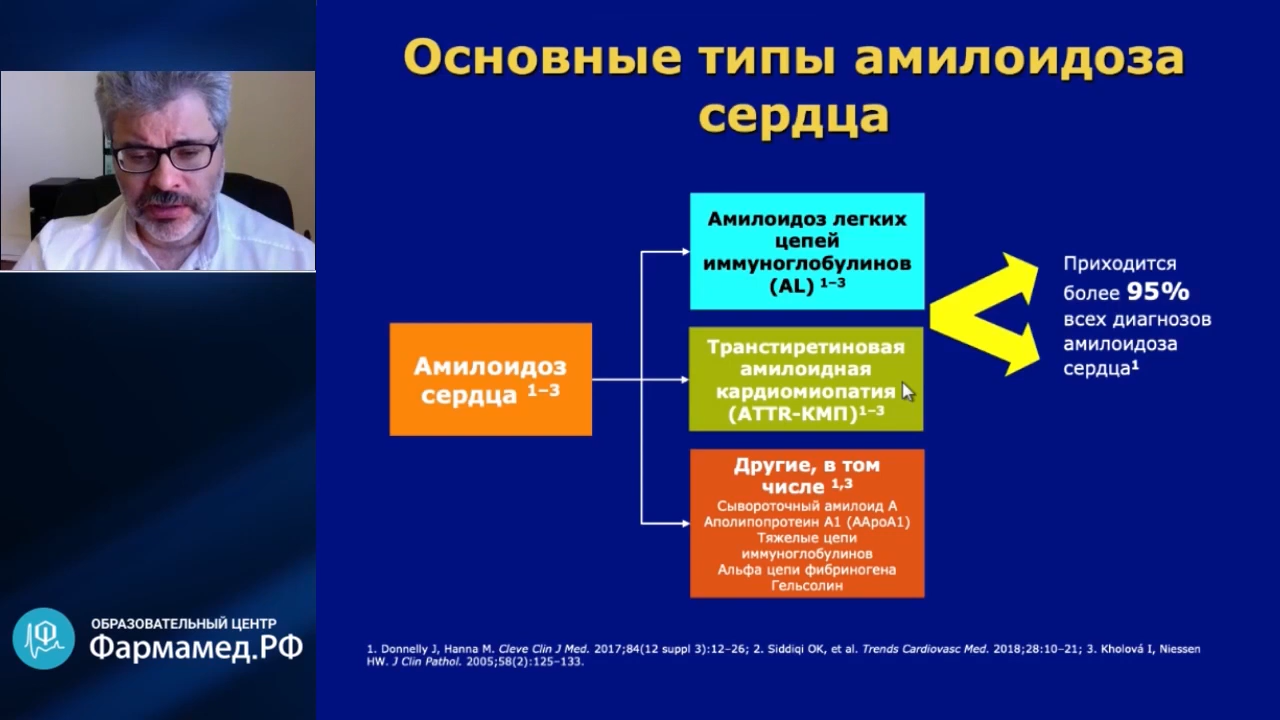 Основные типы амилоидоза
сердца
Амилоидоз
сердца 1–3
Амилоидоз легких
цепей
иммуноглобулинов
(AL) 1–3
Транстиретиновая
амилоидная
кардиомиопатия
(ATTR-КМП)1–3
Другие, в том
числе 1,3
Сывороточный амилоид А
Аполипопротеин А1 (AApoA1)
Тяжелые цепи
иммуноглобулинов
Альфа цепи фибриногена
Гельсолин
Приходится
более 95%
всех диагнозов
амилоидоза
сердца1
1. Donnelly J, Hanna M. Cleve Clin J Med. 2017;84(12 suppl 3):12–26; 2. Siddiqi OK, et al. Trends Cardiovasc Med. 2018;28:10–21; 3. Kholová I, Niessen
HW. J Clin Pathol. 2005;58(2):125–133.
ОБРАЗОВАТЕЛЬНЫЙ ЦЕНТР
Фармамед.РФ